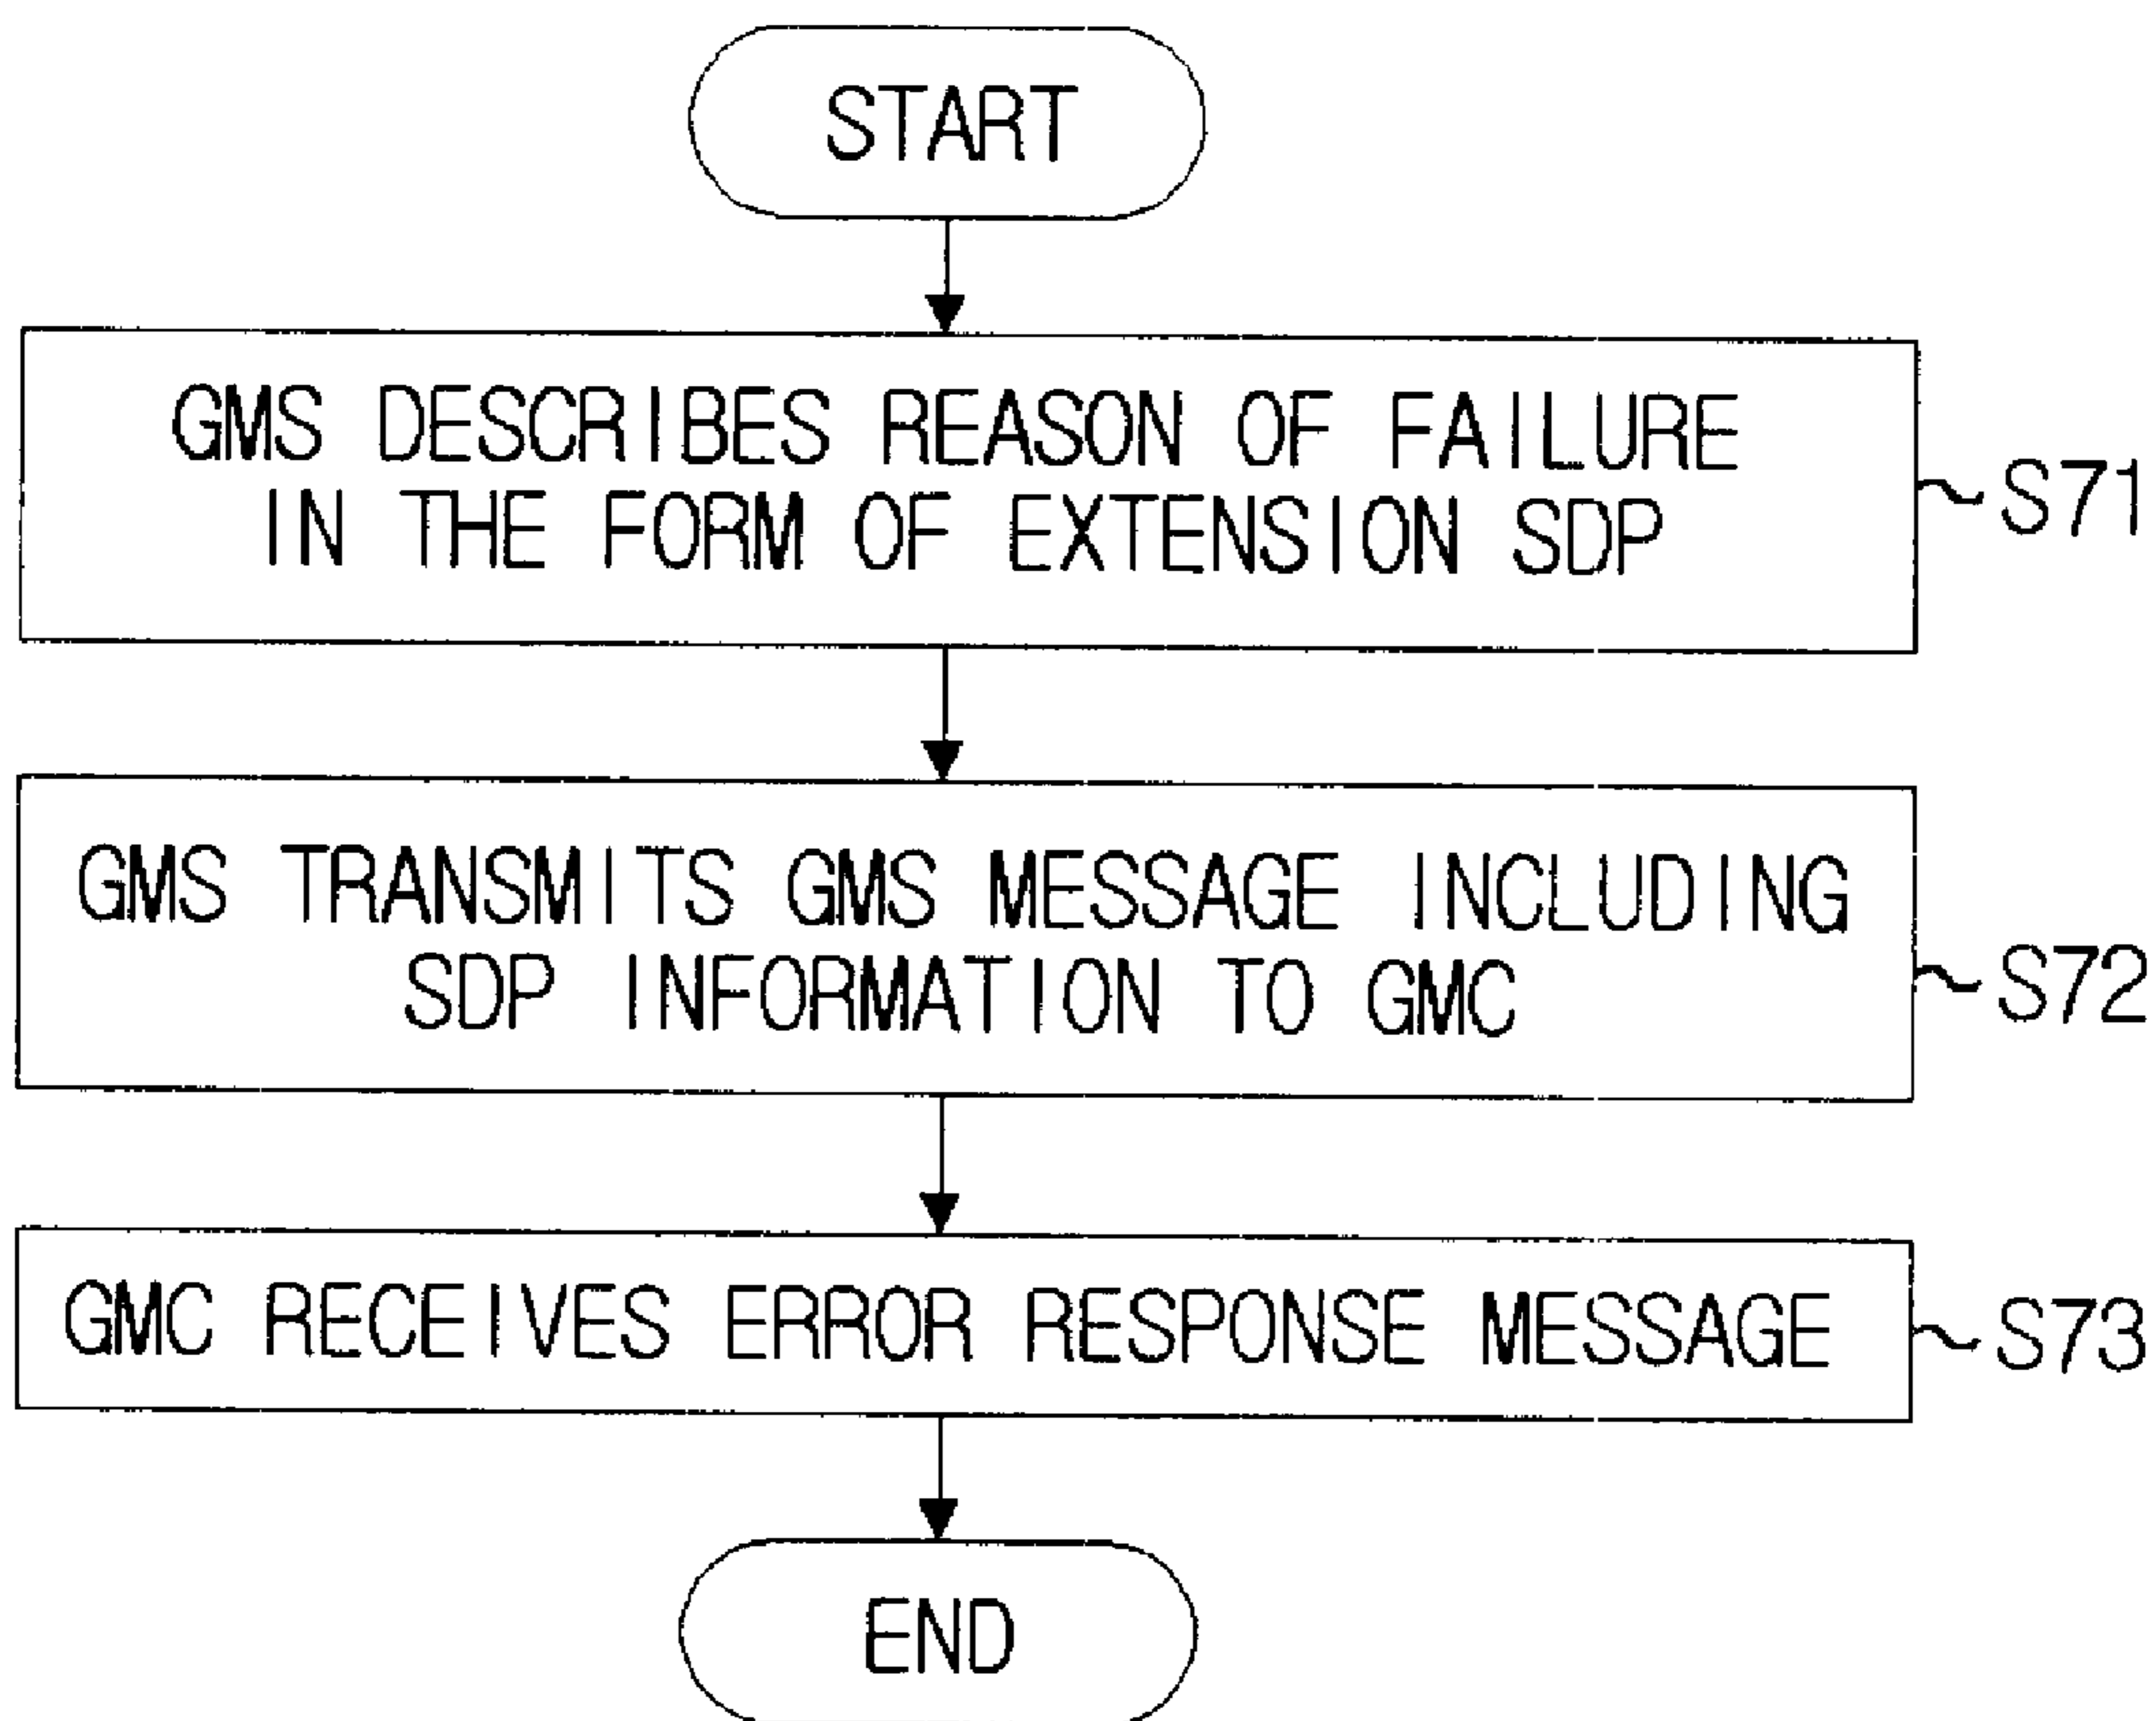 START
GMS DESCRIBES REASON OF FAILURE
IN THE FORM OF EXTENSION SDP
S71
GMS TRANSMITS GMS MESSAGE INCLUDING
SDP INFORMATION TO GMC
S72
GMC RECEIVES ERROR RESPONSE MESSAGE
S73
END